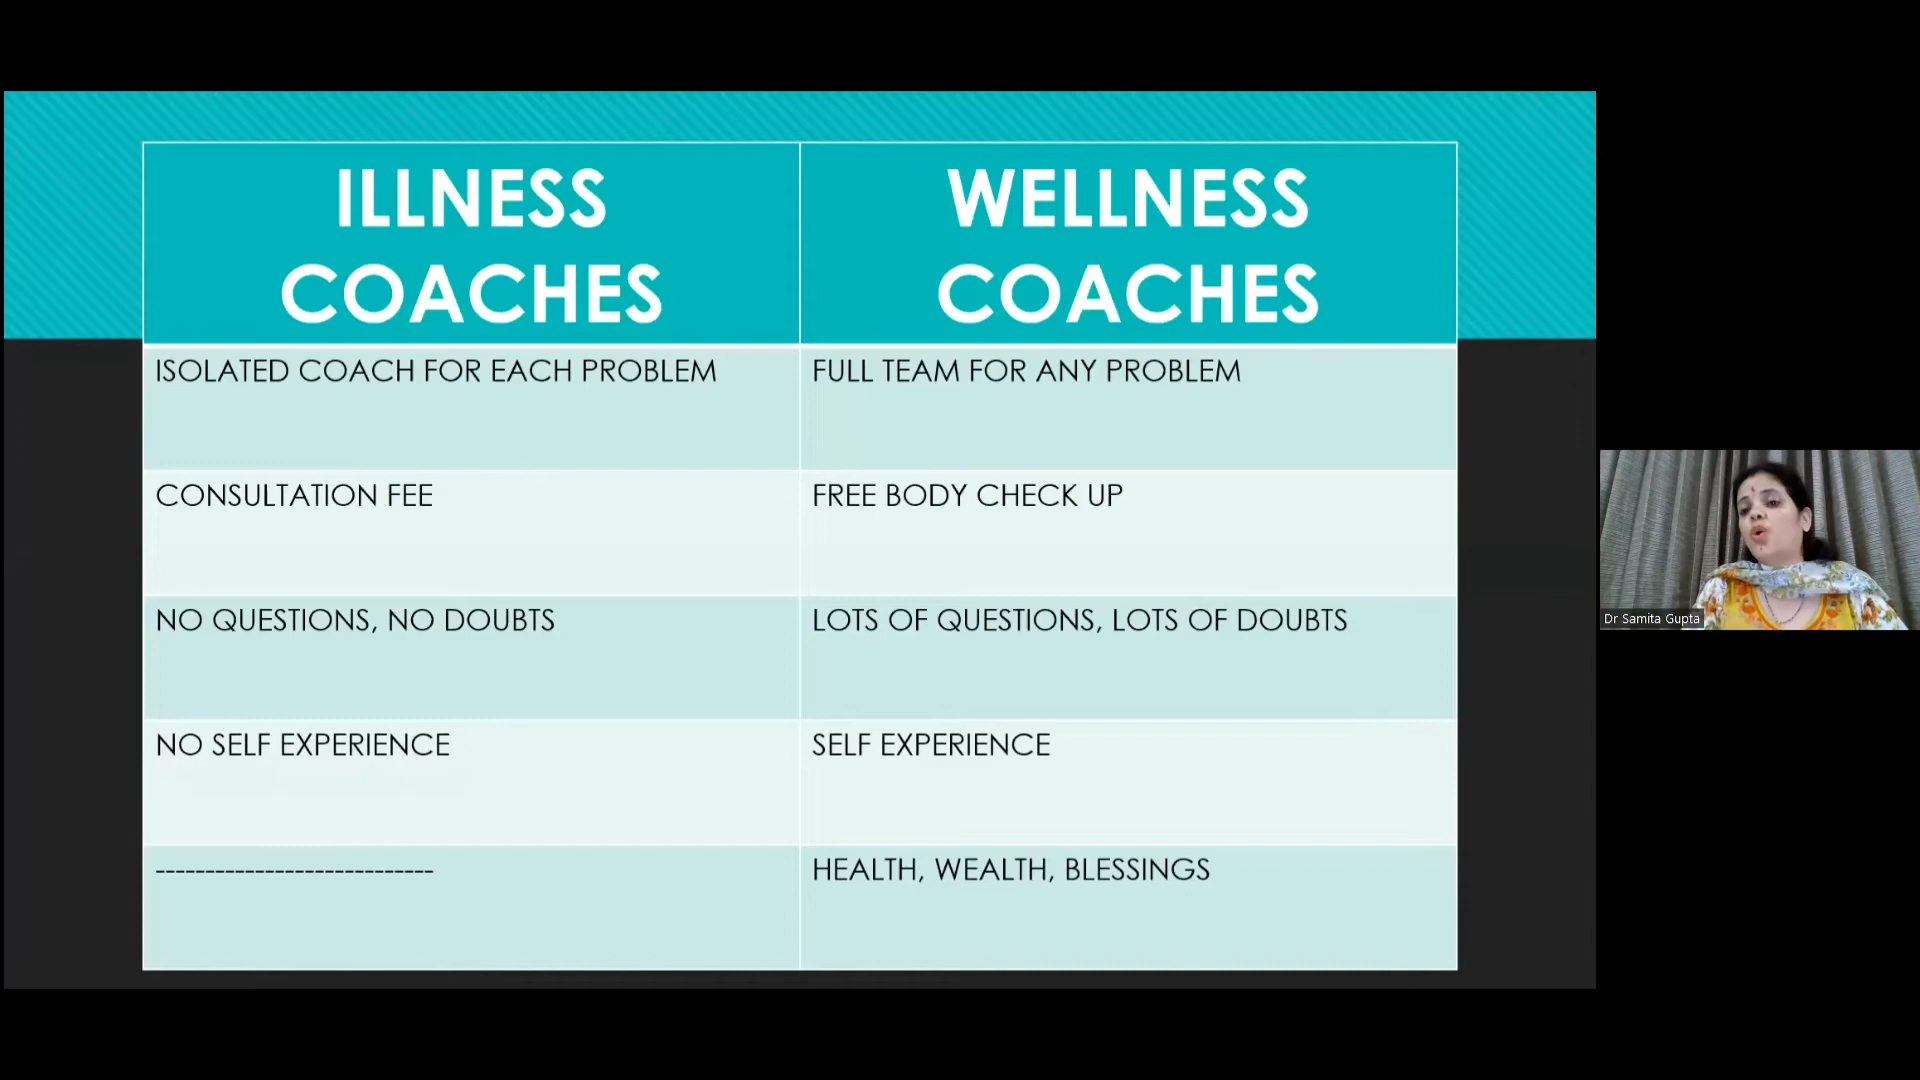 ILLNESS
COACHES
WELLNESS
COACHES
ISOLATED COACH FOR EACH PROBLEM
FULL TEAM FOR ANY PROBLEM
CONSULTATION FEE
FREE BODY CHECK UP
NO QUESTIONS, NO DOUBTS
LOTS OF QUESTIONS, LOTS OF DOUBTS
NO SELF EXPERIENCE
SELF EXPERIENCE
----------------------------
HEALTH, WEALTH, BLESSINGS
Dr Samita Gupta